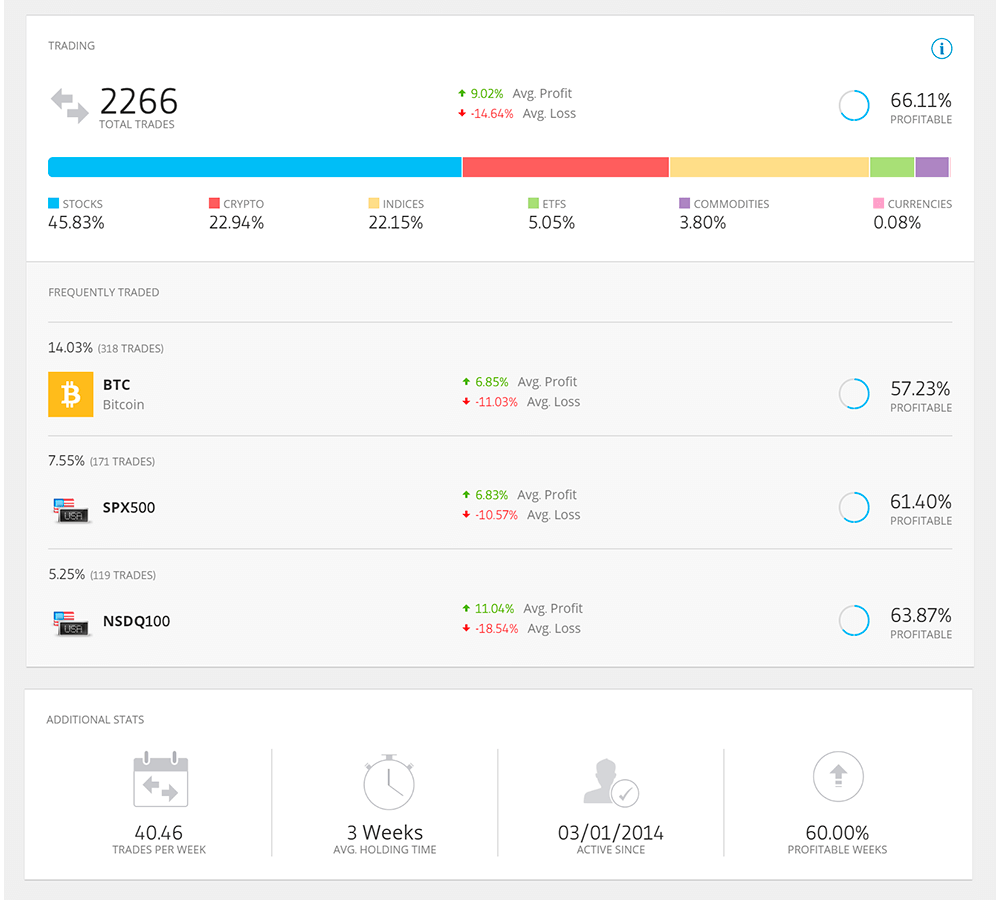 TRADING
2266
TOTAL TRADES
9.02% Avg. Profit
-14.64% Avg. Loss
66.11%
PROFITABLE
STOCKS
45.83%
CRYPTO
22.94%
INDICES
22.15%
ETFS
5.05%
COMMODITIES
3.80%
CURRENCIES
0.08%
FREQUENTLY TRADED
14.03% (318 TRADES)
BTC
Bitcoin
6.85% Avg. Profit
-11.03% Avg. Loss
57.23%
PROFITABLE
7.55% (171 TRADES)
USA
SPX500
6.83% Avg. Profit
-10.57% Avg. Loss
61.40%
PROFITABLE
5.25% (119 TRADES)
USA
NSDQ100
11.04% Avg. Profit
-18.54% Avg. Loss
63.87%
PROFITABLE
ADDITIONAL STATS
40.46
TRADES PER WEEK
3 Weeks
AVG. HOLDING TIME
03/01/2014
ACTIVE SINCE
60.00%
PROFITABLE WEEKS